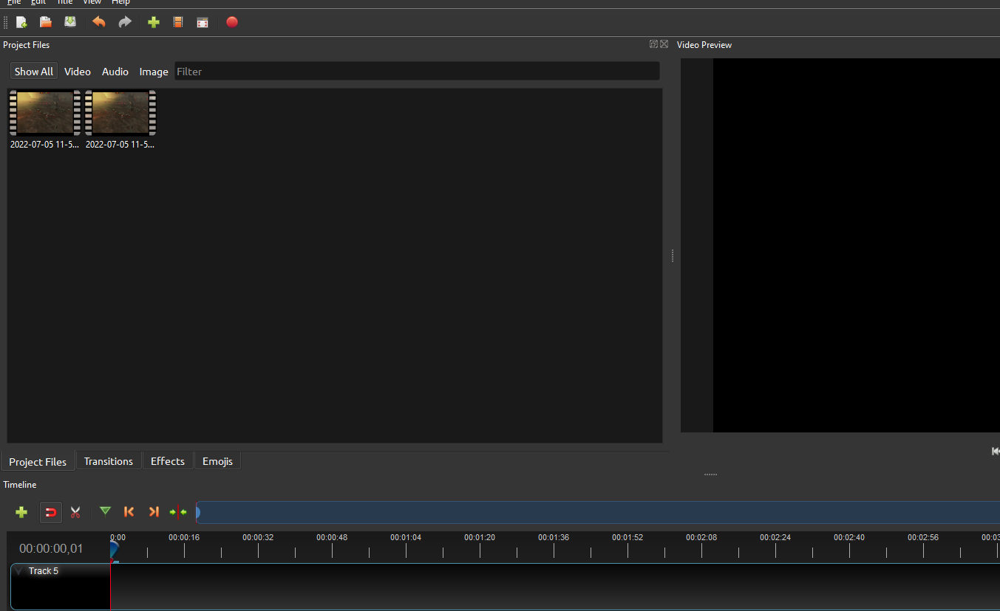 File Edit Title View Help
Project Files
Video Preview
Show All Video Audio Image Filter
2022-07-05 11-5... 2022-07-05 11-5...
Project Files Transitions Effects Emojis
Timeline
0:00 00:00:16 00:00:32 00:00:48 00:01:04 00:01:20 00:01:36 00:01:52 00:02:08 00:02:24 00:02:40 00:02:56 00:03
00:00:00,01
Track 5